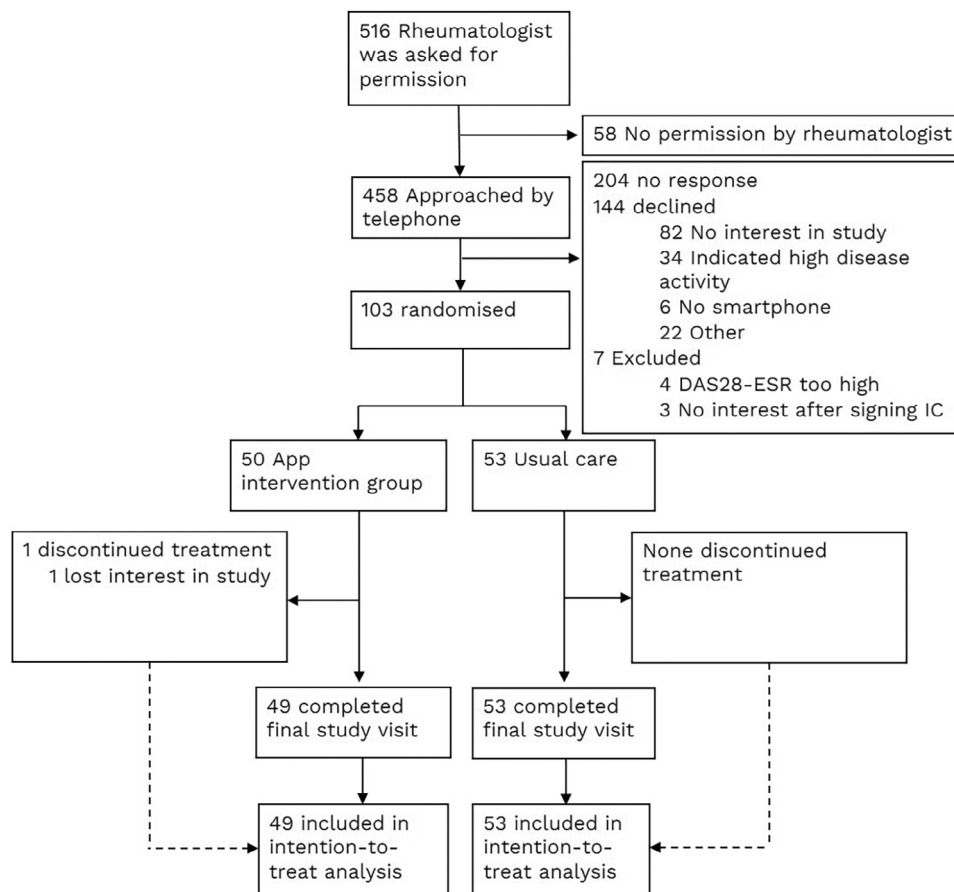 516 Rheumatologist
was asked for
permission
58 No permission by rheumatologist
458 Approached by
telephone
204 no response
144 declined
82 No interest in study
34 Indicated high disease
activity
6 No smartphone
22 Other
7 Excluded
4 DAS28-ESR too high
3 No interest after signing IC
103 randomised
50 App
intervention group
53 Usual care
1 discontinued treatment
1 lost interest in study
None discontinued
treatment
49 completed
final study visit
53 completed
final study visit
49 included in
intention-to-
treat analysis
53 included in
intention-to-
treat analysis